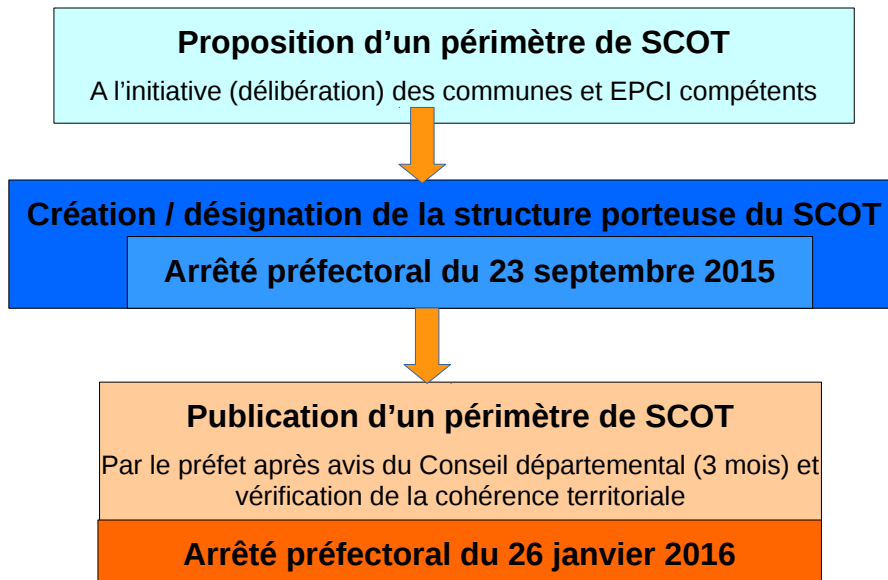 Proposition d’un périmètre de SCOT
A l’initiative (délibération) des communes et EPCI compétents
Création / désignation de la structure porteuse du SCOT
Arrêté préfectoral du 23 septembre 2015
Publication d’un périmètre de SCOT
Par le préfet après avis du Conseil départemental (3 mois) et
vérification de la cohérence territoriale
Arrêté préfectoral du 26 janvier 2016